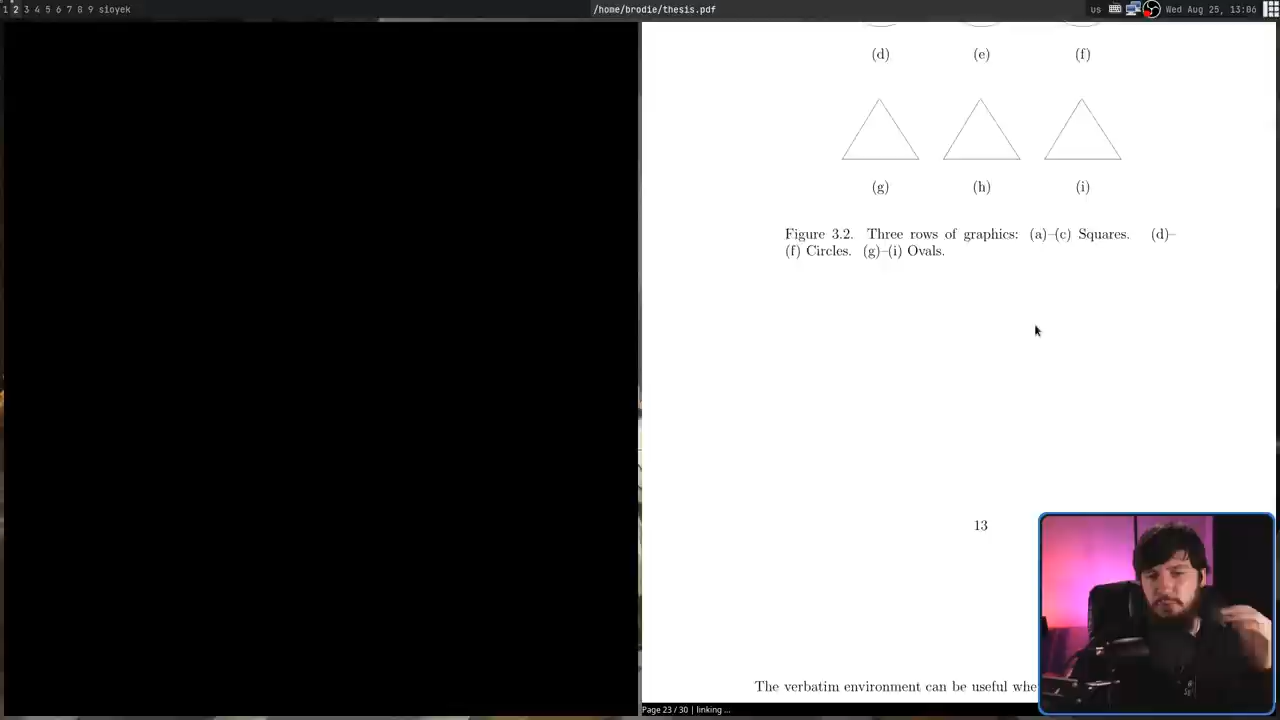 1 2 3 4 5 6 7 8 9 sioyek
/home/brodie/thesis.pdf
us Wed Aug 25, 13:06
(d) (e) (f)
(g) (h) (i)
Figure 3.2. Three rows of graphics: (a)–(c) Squares. (d)–
(f) Circles. (g)–(i) Ovals.
13
The verbatim environment can be useful whe
Page 23 / 30 | linking ...